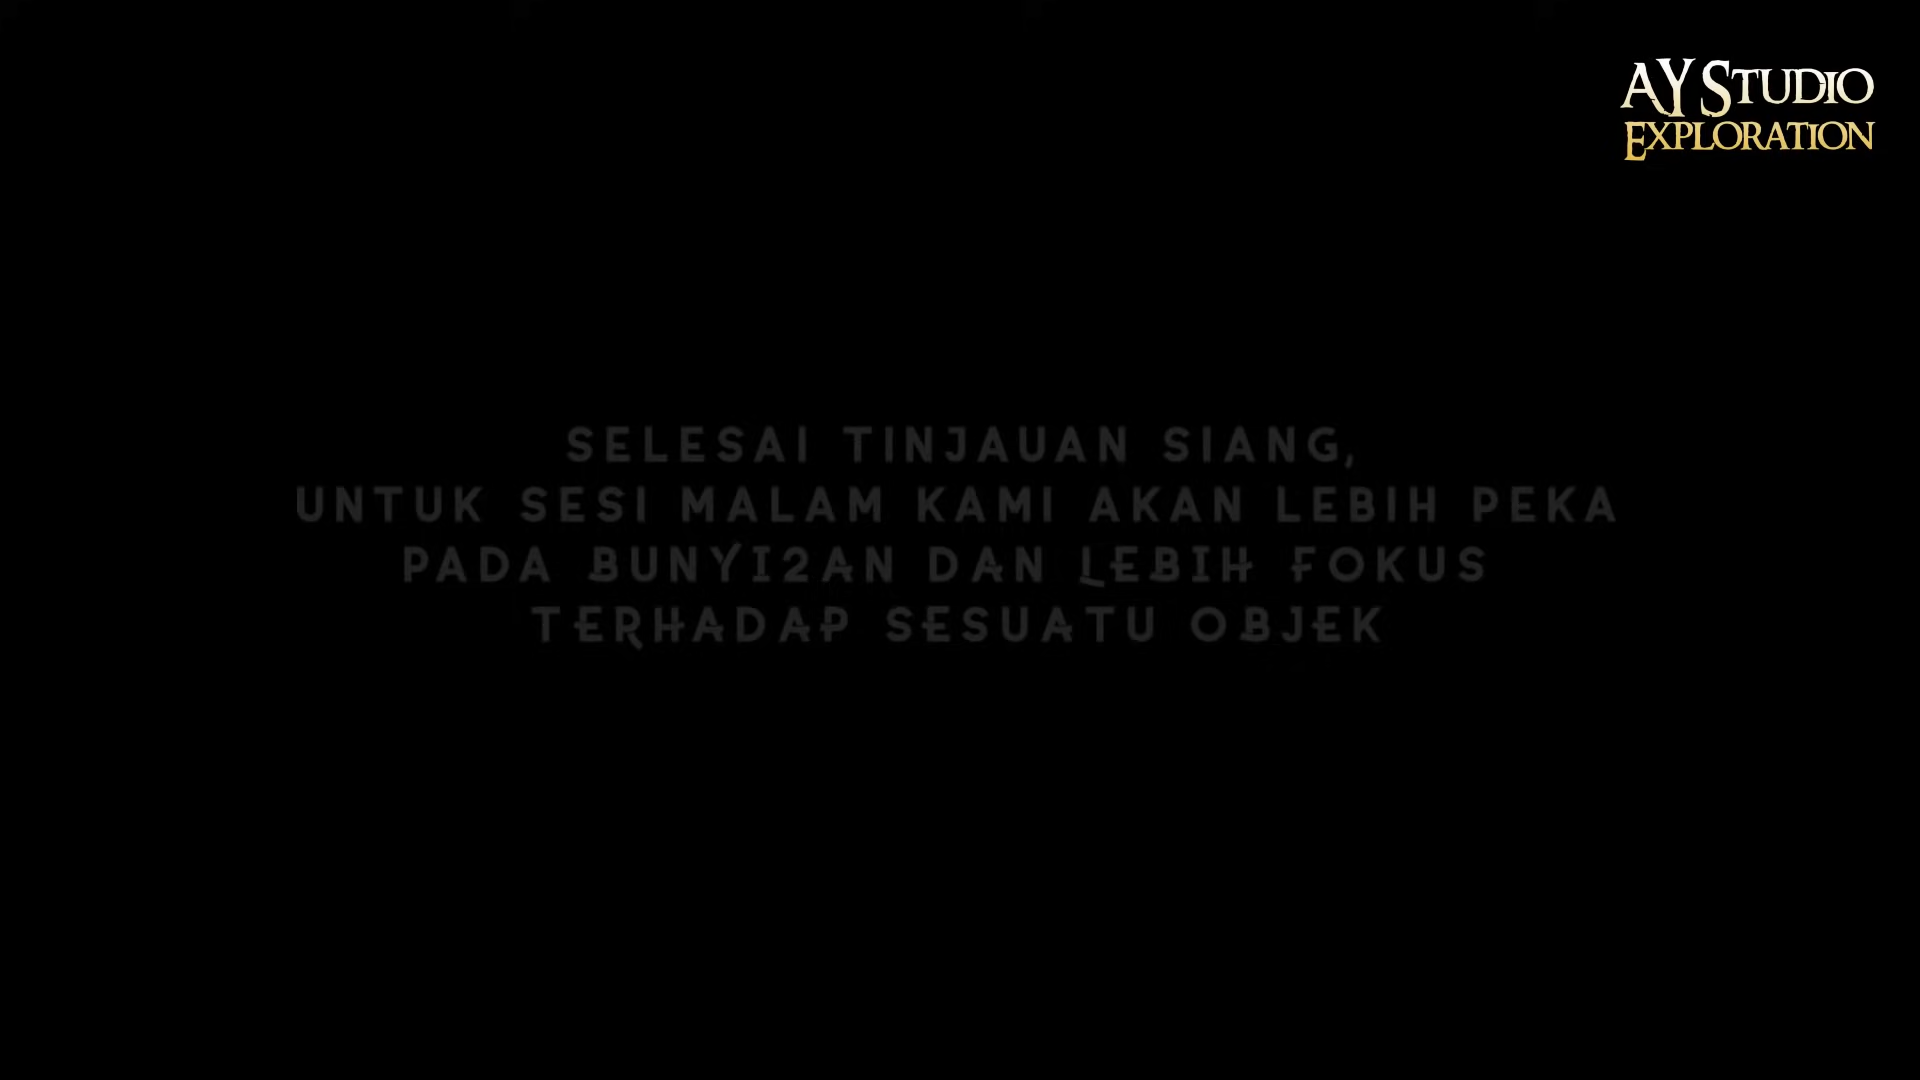 AY STUDIO
EXPLORATION
SELESAI TINJAUAN SIANG,
UNTUK SESI MALAM KAMI AKAN LEBIH PEKA
PADA BUNYI2AN DAN LEBIH FOKUS
TERHADAP SESUATU OBJEK